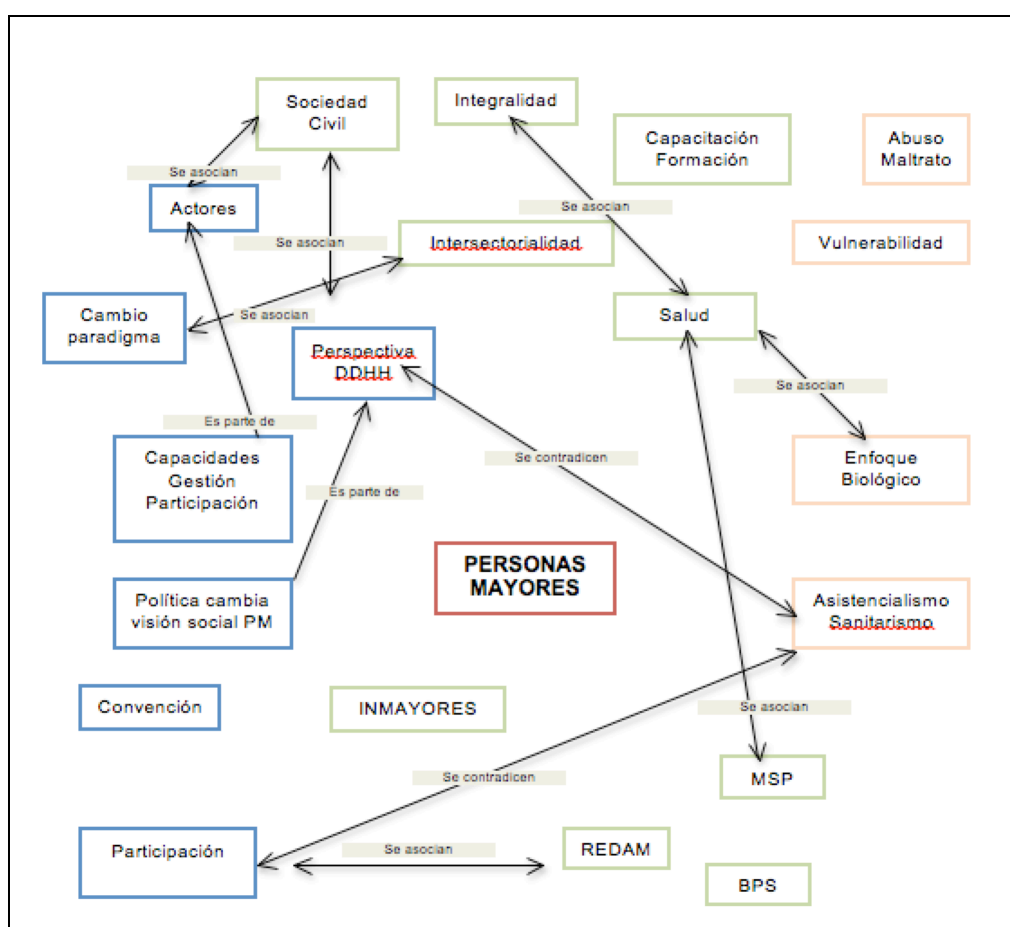 Sociedad
Civil
Integralidad
Capacitación
Formación
Abuso
Maltrato
Se asocian
Actores
Se asocian
Se asocian
Intersectorialidad
Vulnerabilidad
Cambio
paradigma
Se asocian
Salud
Perspectiva
DDHH
Se asocian
Es parte de
Capacidades
Gestión
Participación
Se contradicen
Enfoque
Biológico
Es parte de
PERSONAS
MAYORES
Política cambia
visión social PM
Asistencialismo
Sanitarismo
Convención
INMAYORES
Se asocian
Se contradicen
MSP
Participación
Se asocian
REDAM
BPS